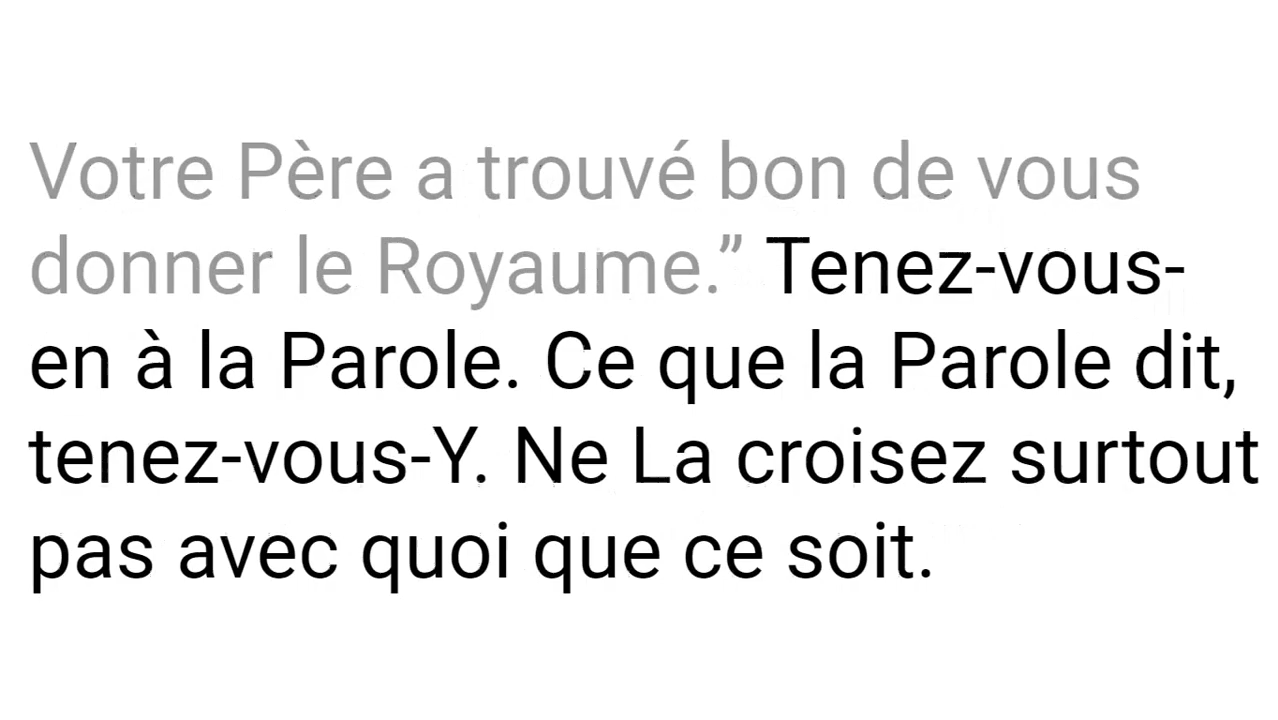 Votre Père a trouvé bon de vous
donner le Royaume.” Tenez-vous-
en à la Parole. Ce que la Parole dit,
tenez-vous-Y. Ne La croisez surtout
pas avec quoi que ce soit.